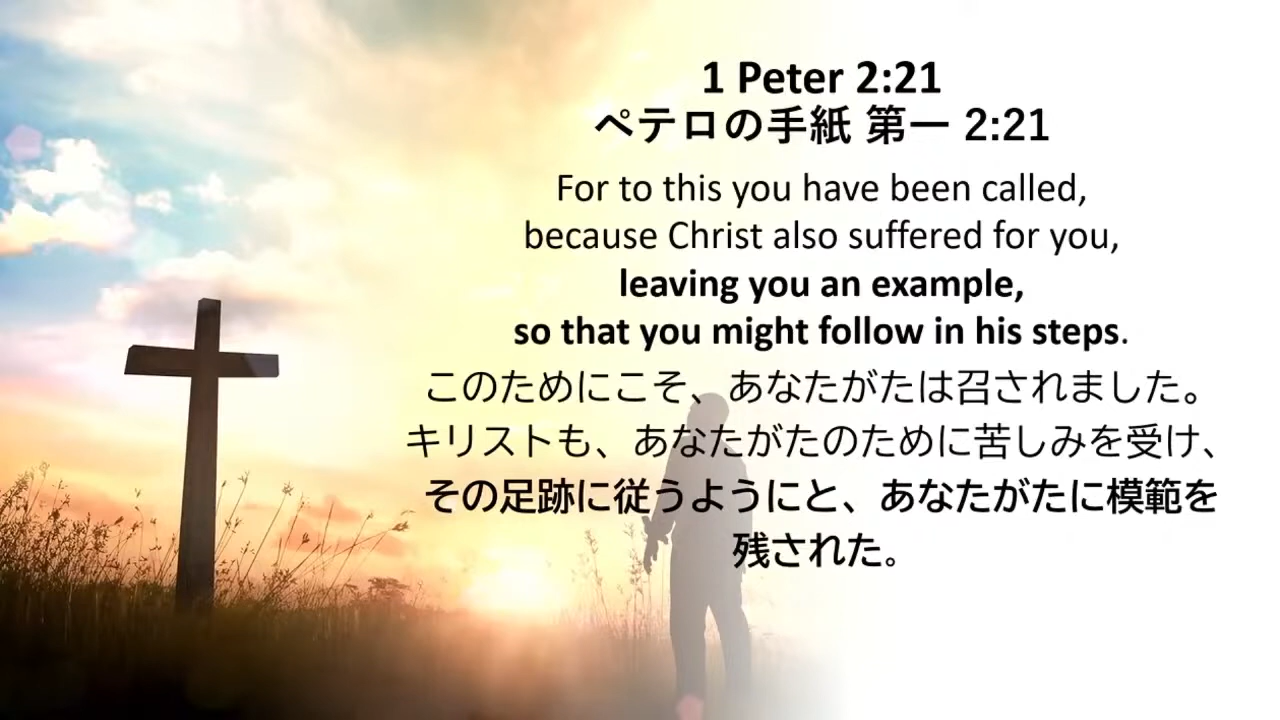 1 Peter 2:21
ペテロの手紙 第一 2:21
For to this you have been called,
because Christ also suffered for you,
leaving you an example,
so that you might follow in his steps.
このためにこそ、あなたがたは召されました。
キリストも、あなたがたのために苦しみを受け、
その足跡に従うようにと、あなたがたに模範を
残された。